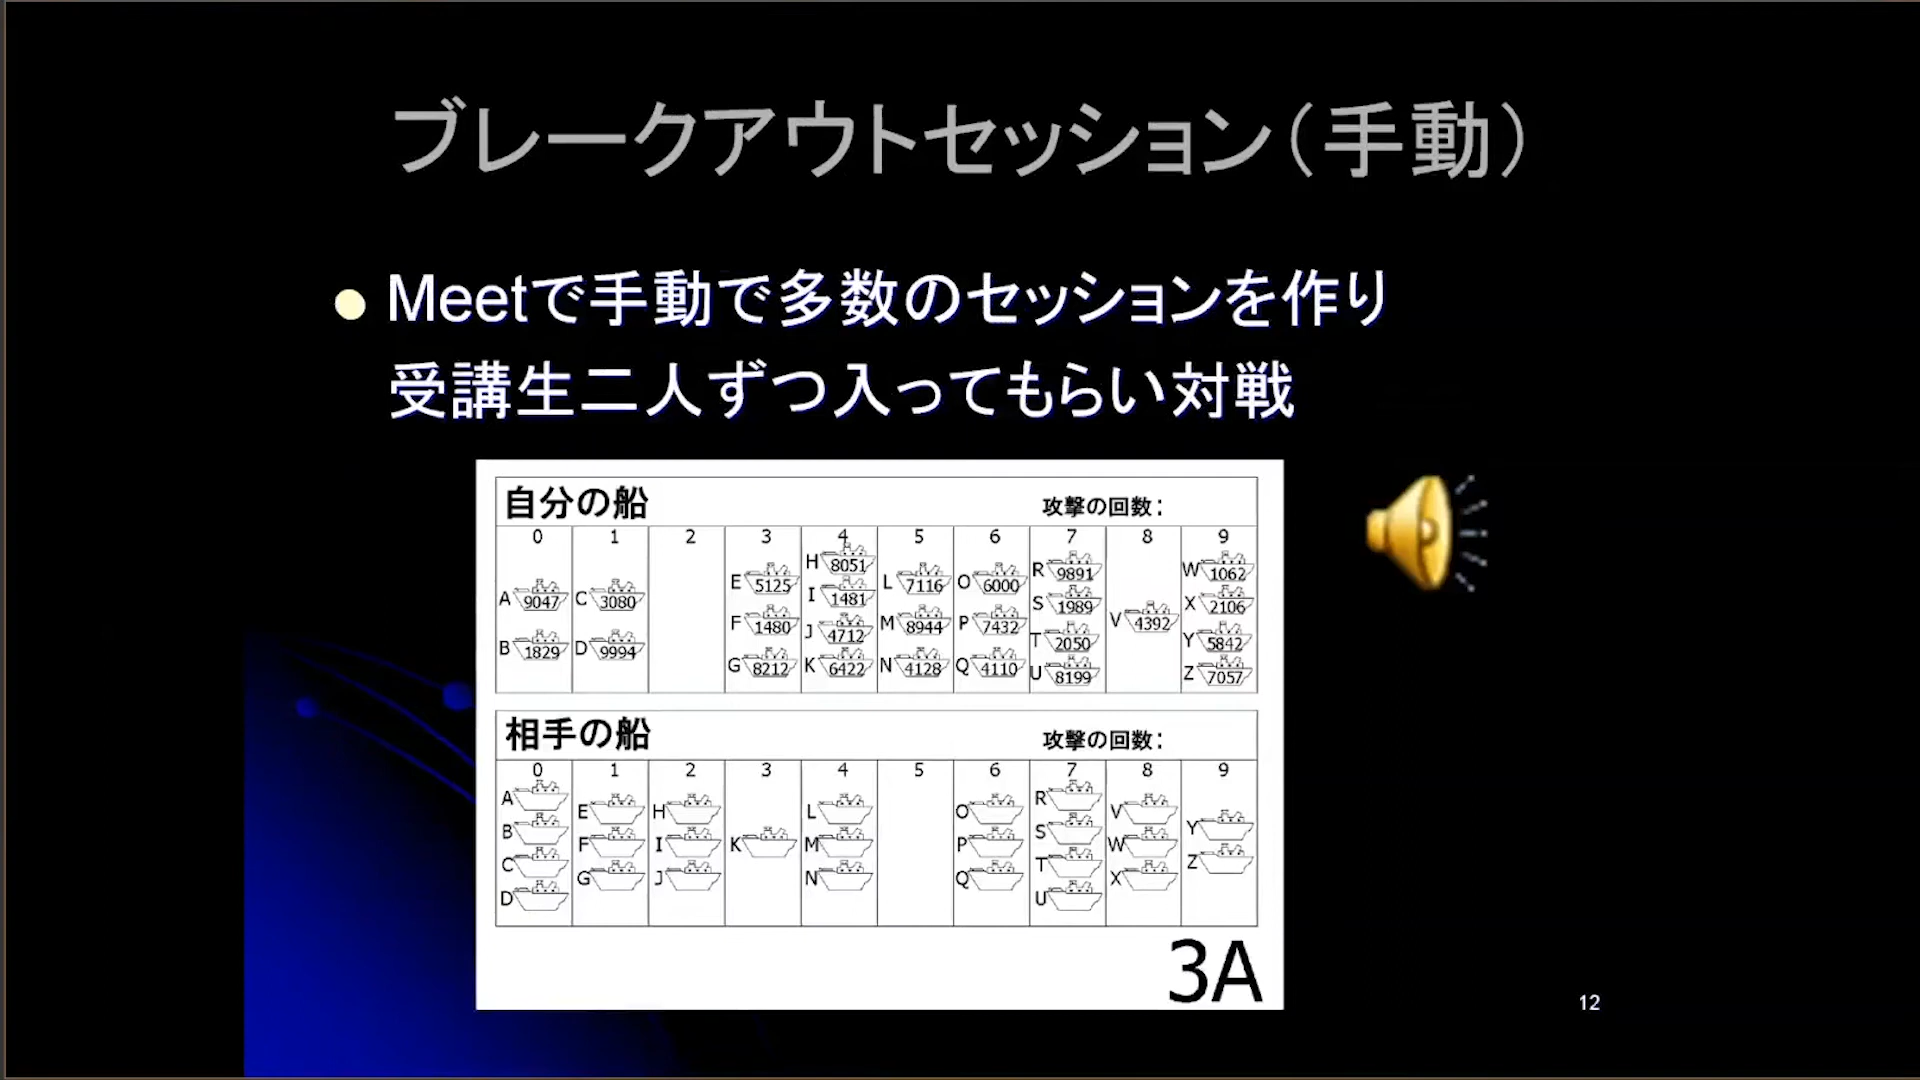 ブレークアウトセッション（手動）
Meetで手動で多数のセッションを作り
受講生二人ずつ入ってもらい対戦
自分の船 攻撃の回数：
0 1 2 3 4 5 6 7 8 9
A 9047
B 1829
C 3080
D 9994
E 5125
F 1480
G 8212
H 8051
I 1481
J 4712
K 6422
L 7116
M 8944
N 4128
O 6000
P 7432
Q 4110
R 9891
S 1989
T 2050
U 8199
V 4392
W 1062
X 2106
Y 5842
Z 7057
相手の船 攻撃の回数：
0 1 2 3 4 5 6 7 8 9
A
B
C
D
E
F
G
H
I
J
K
L
M
N
O
P
Q
R
S
T
U
V
W
X
Y
Z
3A
12